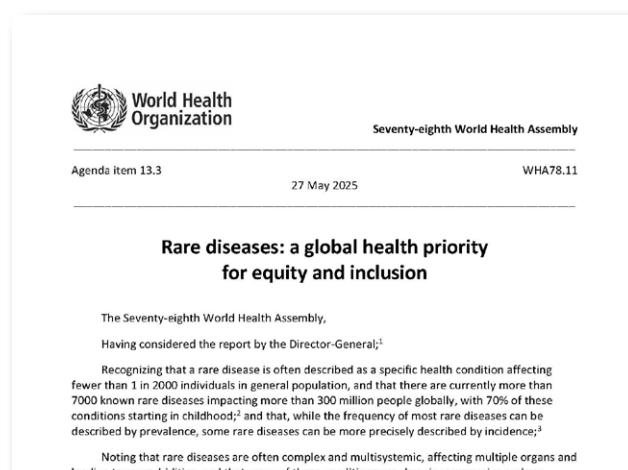 World Health
Organization
Seventy-eighth World Health Assembly
Agenda item 13.3 WHA78.11
27 May 2025
Rare diseases: a global health priority
for equity and inclusion
The Seventy-eighth World Health Assembly,
Having considered the report by the Director-General;1
Recognizing that a rare disease is often described as a specific health condition affecting
fewer than 1 in 2000 individuals in general population, and that there are currently more than
7000 known rare diseases impacting more than 300 million people globally, with 70% of these
conditions starting in childhood;2 and that, while the frequency of most rare diseases can be
described by prevalence, some rare diseases can be more precisely described by incidence;3
Noting that rare diseases are often complex and multisystemic, affecting multiple organs and